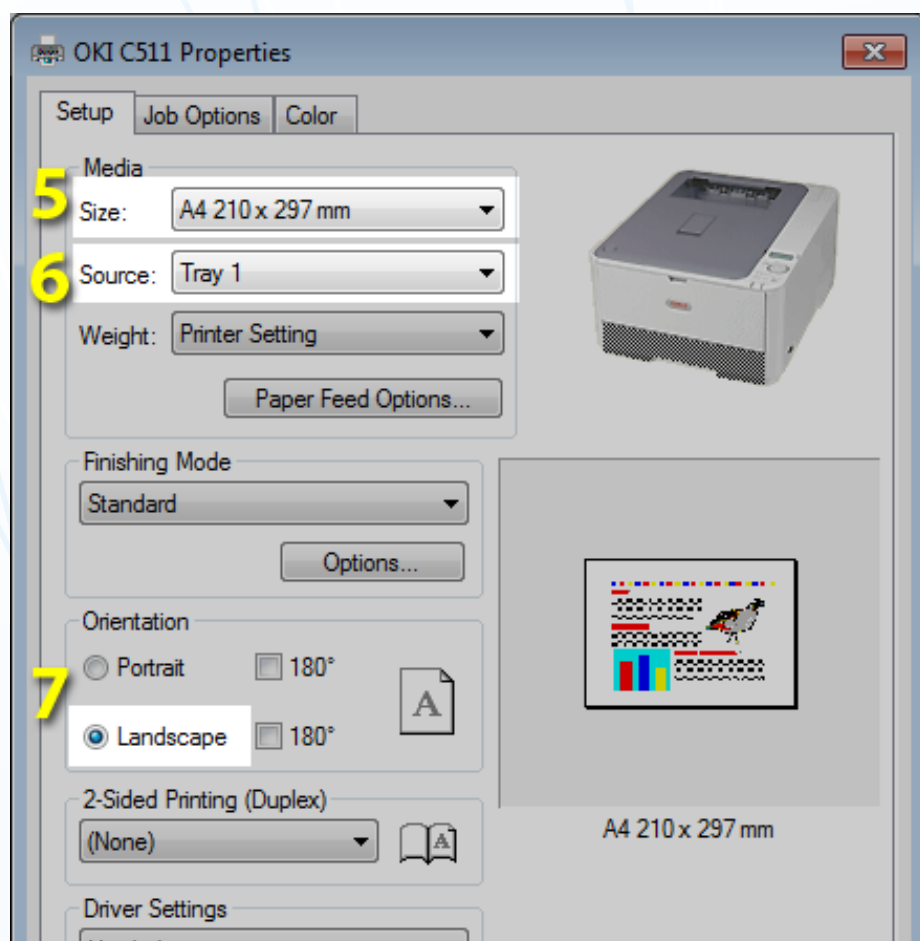 OKI C511 Properties
Setup Job Options Color
Media
5 Size: A4 210 x 297 mm
6 Source: Tray 1
Weight: Printer Setting
Paper Feed Options...
Finishing Mode
Standard
Options...
Orientation
7 Portrait 180°
A
Landscape 180°
2-Sided Printing (Duplex)
(None) A
A4 210 x 297 mm
Driver Settings